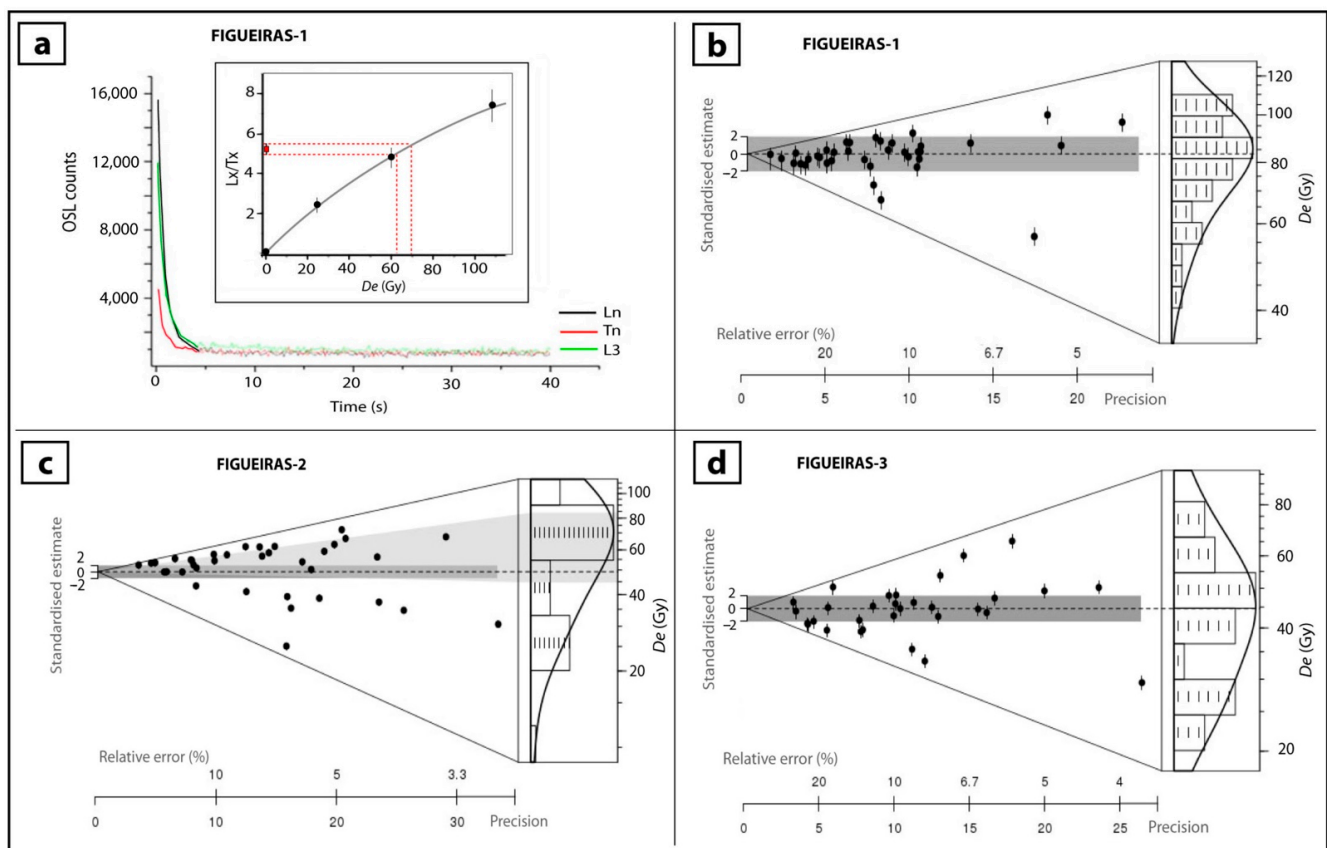 a
FIGUEIRAS-1
OSL counts
16,000
12,000
8,000
4,000
0 10 20 30 40
Time (s)
Lx/Tx
8
6
4
2
0 20 40 60 80 100
De (Gy)
Ln
Tn
L3
b
FIGUEIRAS-1
Standardised estimate
2
0
−2
120
100
80
60
40
De (Gy)
Relative error (%)
20 10 6.7 5
0 5 10 15 20 Precision
c
FIGUEIRAS-2
Standardised estimate
2
0
−2
100
80
60
40
20
De (Gy)
Relative error (%)
10 5 3.3
0 10 20 30 Precision
d
FIGUEIRAS-3
Standardised estimate
2
0
−2
80
60
40
20
De (Gy)
Relative error (%)
20 10 6.7 5 4
0 5 10 15 20 25 Precision